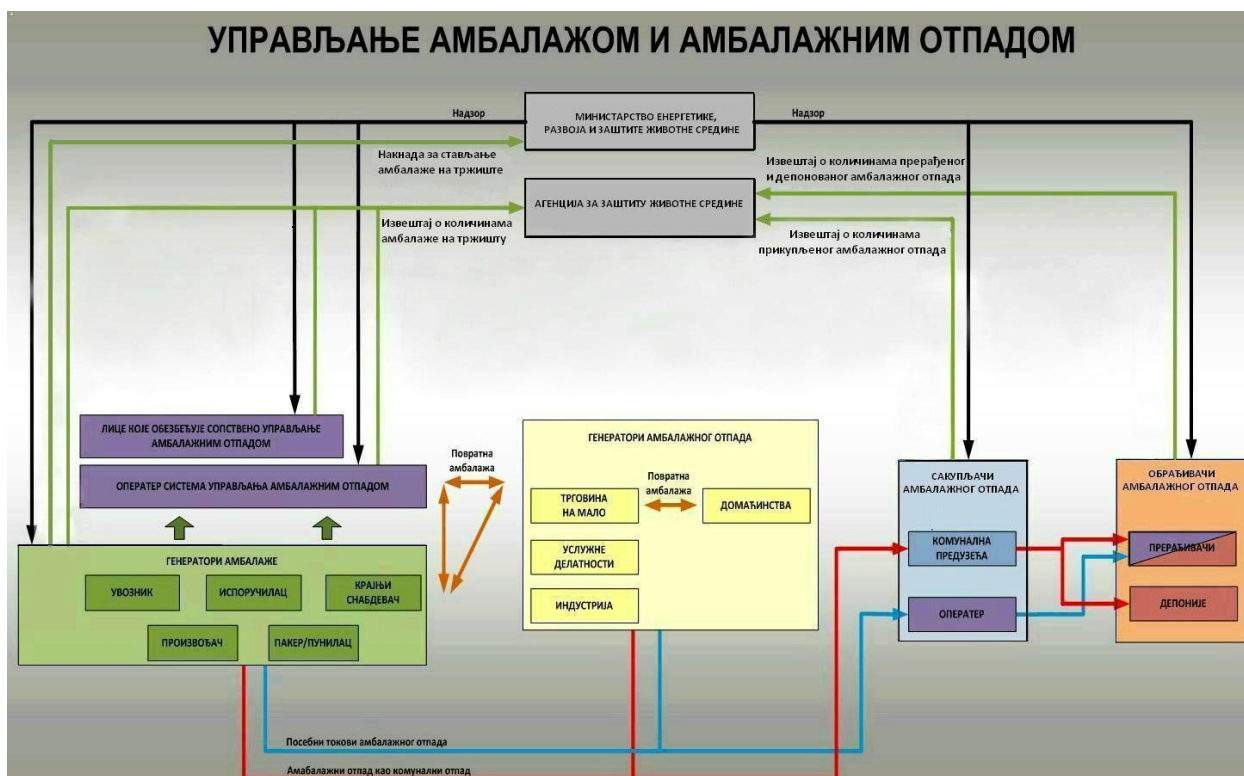 УПРАВЉАЊЕ АМБАЛАЖОМ И АМБАЛАЖНИМ ОТПАДОМ
Надзор
МИНИСТАРСТВО ЕНЕРГЕТИКЕ,
РАЗВОЈА И ЗАШТИТЕ ЖИВОТНЕ СРЕДИНЕ
Надзор
Накнада за стављање
амбалаже на тржиште
Извештај о количинама прерађеног
и депонованог амбалажног отпада
АГЕНЦИЈА ЗА ЗАШТИТУ ЖИВОТНЕ СРЕДИНЕ
Извештај о количинама
амбалаже на тржишту
Извештај о количинама
прикупљеног амбалажног отпада
ЛИЦЕ КОЈЕ ОБЕЗБЕЂУЈЕ СОПСТВЕНО УПРАВЉАЊЕ
АМБАЛАЖНИМ ОТПАДОМ
ОПЕРАТЕР СИСТЕМА УПРАВЉАЊА АМБАЛАЖНИМ ОТПАДОМ
Повратна
амбалажа
ГЕНЕРАТОРИ АМБАЛАЖЕ
УВОЗНИК
ИСПОРУЧИЛАЦ
КРАЈЊИ
СНАБДЕВАЧ
ПРОИЗВОЂАЧ
ПАКЕР/ПУНИЛАЦ
ГЕНЕРАТОРИ АМБАЛАЖНОГ ОТПАДА
ТРГОВИНА
НА МАЛО
Повратна
амбалажа
ДОМАЋИНСТВА
УСЛУЖНЕ
ДЕЛАТНОСТИ
ИНДУСТРИЈА
САКУПЉАЧИ
АМБАЛАЖНОГ ОТПАДА
КОМУНАЛНА
ПРЕДУЗЕЋА
ОПЕРАТЕР
ОБРАЂИВАЧИ
АМБАЛАЖНОГ ОТПАДА
ПРЕРАЂИВАЧИ
ДЕПОНИЈЕ
Посебни токови амбалажног отпада
Амабалажни отпад као комунални отпад